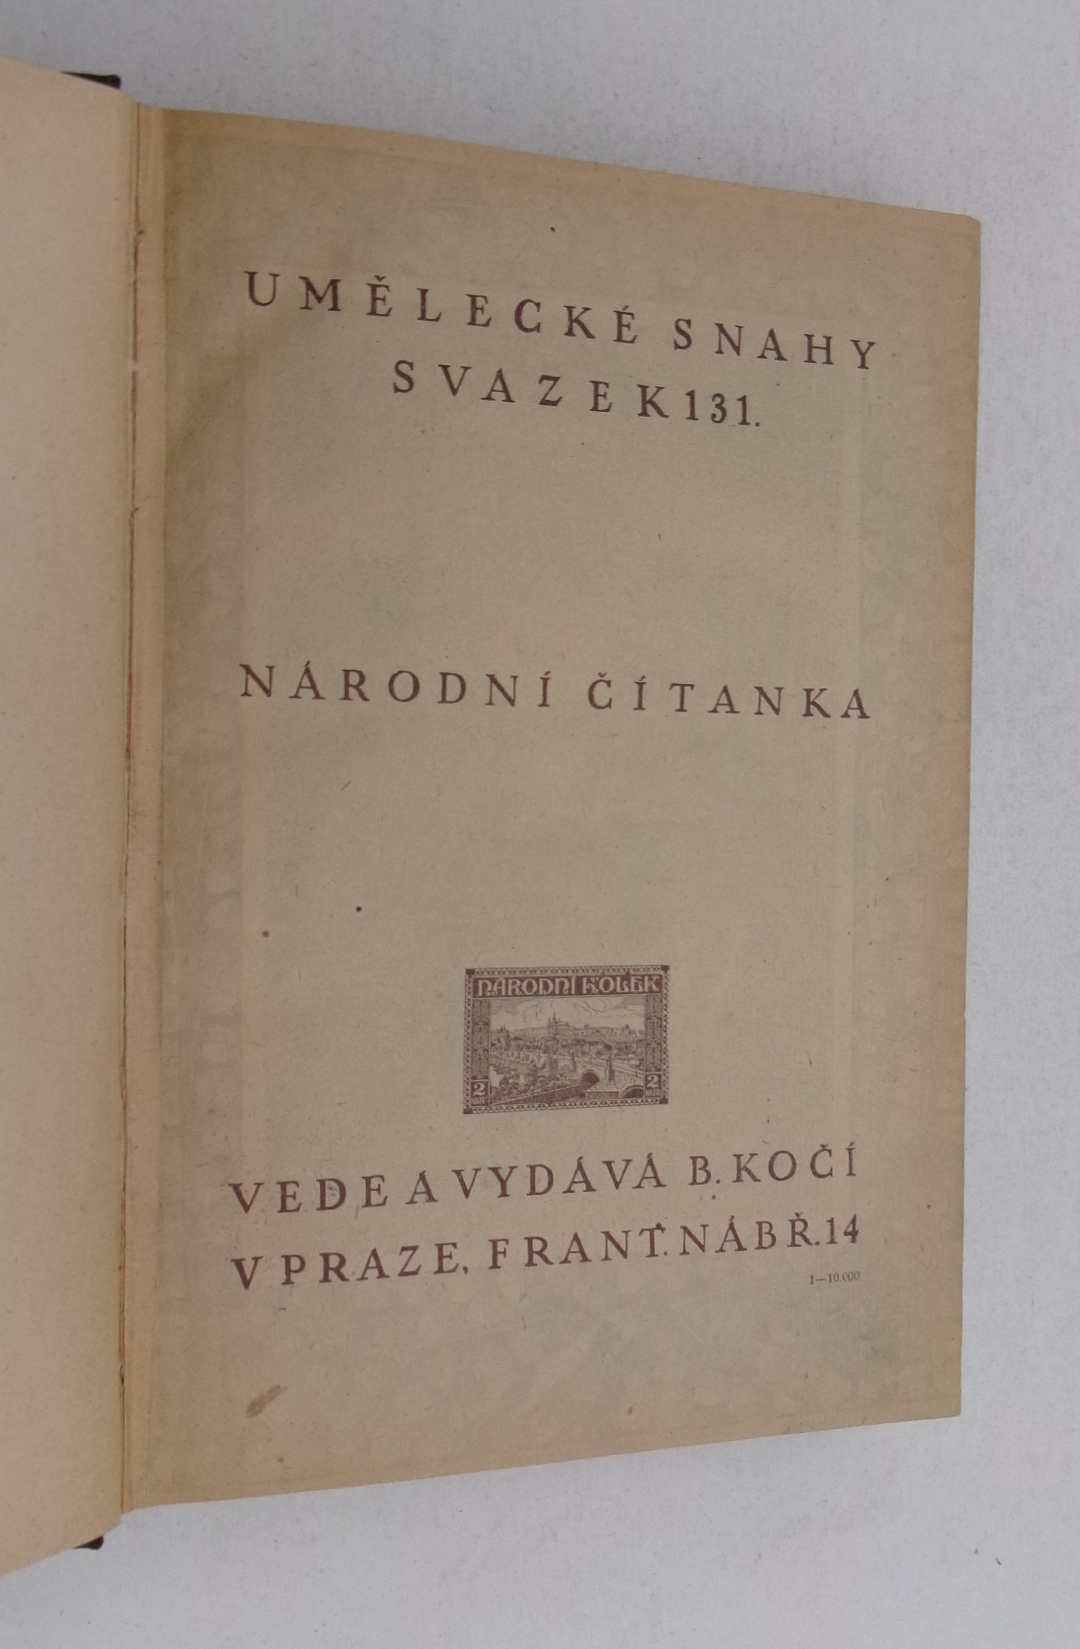 UMĚLECKÉ SNAHY
SVAZEK 131.
NÁRODNÍ ČÍTANKA
NÁRODNÍ KOLEK
2 2
VEDE A VYDÁVÁ B. KOČÍ
V PRAZE, FRANT. NÁBŘ. 14
1—10.000